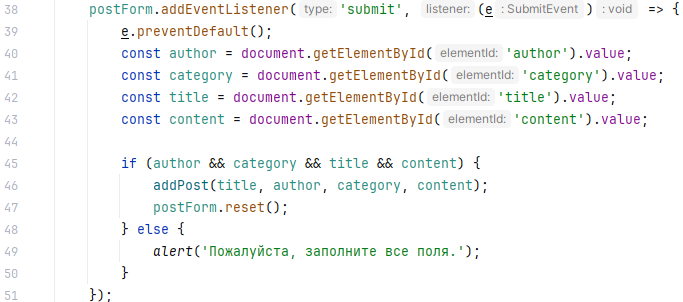 38 postForm.addEventListener( type: 'submit', listener: (e : SubmitEvent ) : void => {
39 e.preventDefault();
40 const author = document.getElementById( elementId: 'author').value;
41 const category = document.getElementById( elementId: 'category').value;
42 const title = document.getElementById( elementId: 'title').value;
43 const content = document.getElementById( elementId: 'content').value;
44
45 if (author && category && title && content) {
46 addPost(title, author, category, content);
47 postForm.reset();
48 } else {
49 alert('Пожалуйста, заполните все поля.');
50 }
51 });